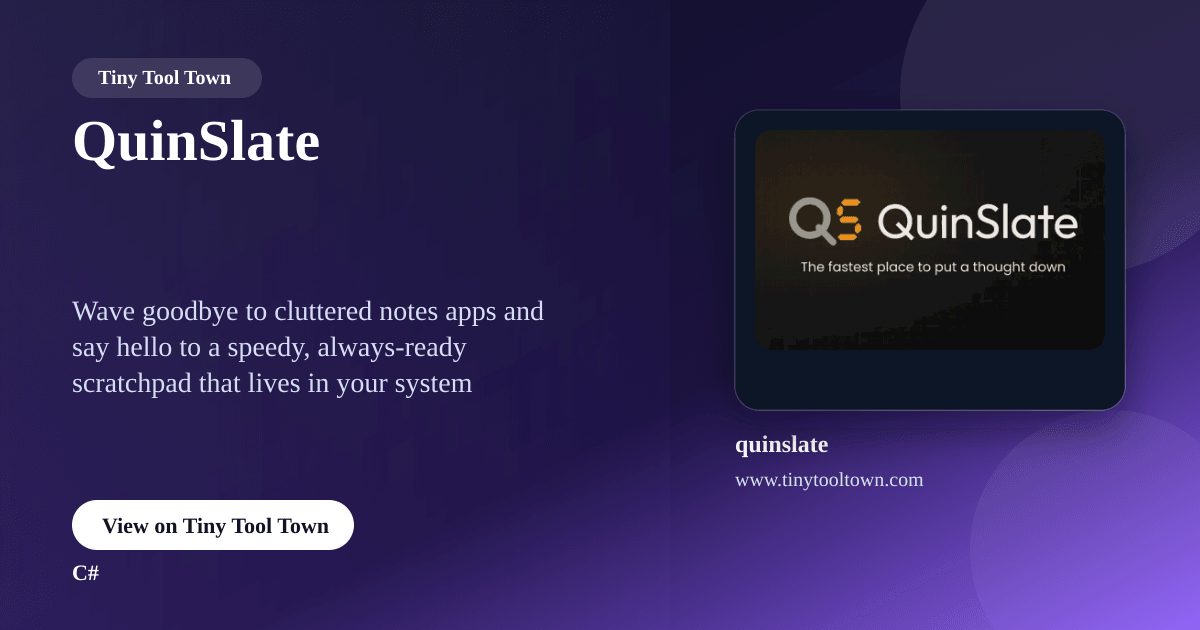 Tiny Tool Town
QuinSlate
Wave goodbye to cluttered notes apps and
say hello to a speedy, always-ready
scratchpad that lives in your system
View on Tiny Tool Town
C#
QS QuinSlate
The fastest place to put a thought down
quinslate
www.tinytooltown.com